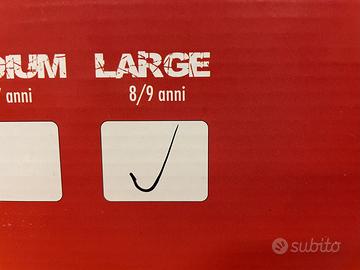 DIUM LARGE
anni 8/9 anni
subito